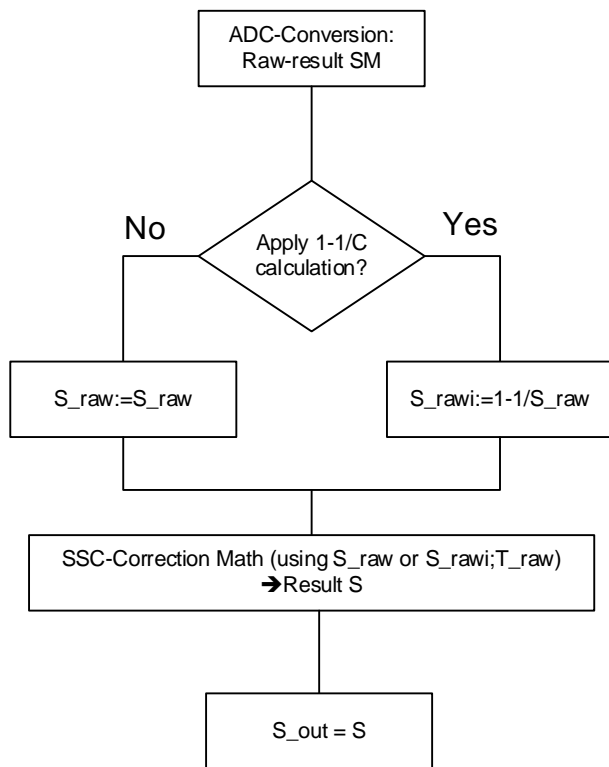 ADC-Conversion:
Raw-result SM
No
Yes
Apply 1-1/C
calculation?
S_raw:=S_raw
S_rawi:=1-1/S_raw
SSC-Correction Math (using S_raw or S_rawi;T_raw)
➔Result S
S_out = S